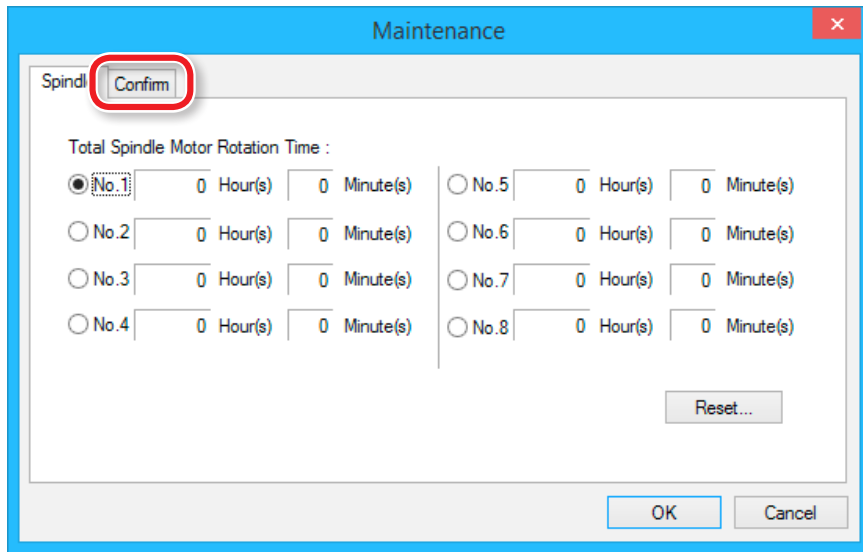 Maintenance
Spindl Confirm
Total Spindle Motor Rotation Time :
No.1 0 Hour(s) 0 Minute(s) No.5 0 Hour(s) 0 Minute(s)
No.2 0 Hour(s) 0 Minute(s) No.6 0 Hour(s) 0 Minute(s)
No.3 0 Hour(s) 0 Minute(s) No.7 0 Hour(s) 0 Minute(s)
No.4 0 Hour(s) 0 Minute(s) No.8 0 Hour(s) 0 Minute(s)
Reset...
OK Cancel